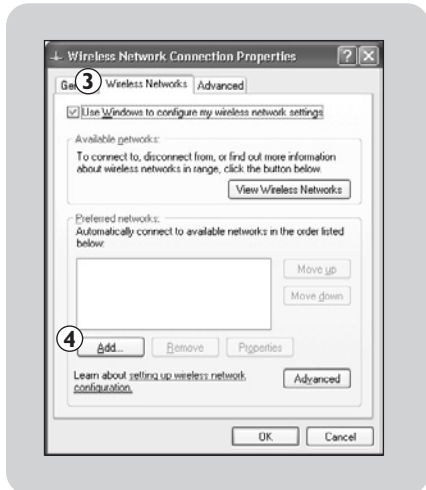 Wireless Network Connection Properties
③ Wireless Networks Advanced
Use Windows to configure my wireless network settings
Available networks:
To connect to, disconnect from, or find out more information
about wireless networks in range, click the button below.
View Wireless Networks
Preferred networks:
Automatically connect to available networks in the order listed
below:
Move up
Move down
④ Add... Remove Properties
Learn about setting up wireless network
configuration.
Advanced
OK Cancel